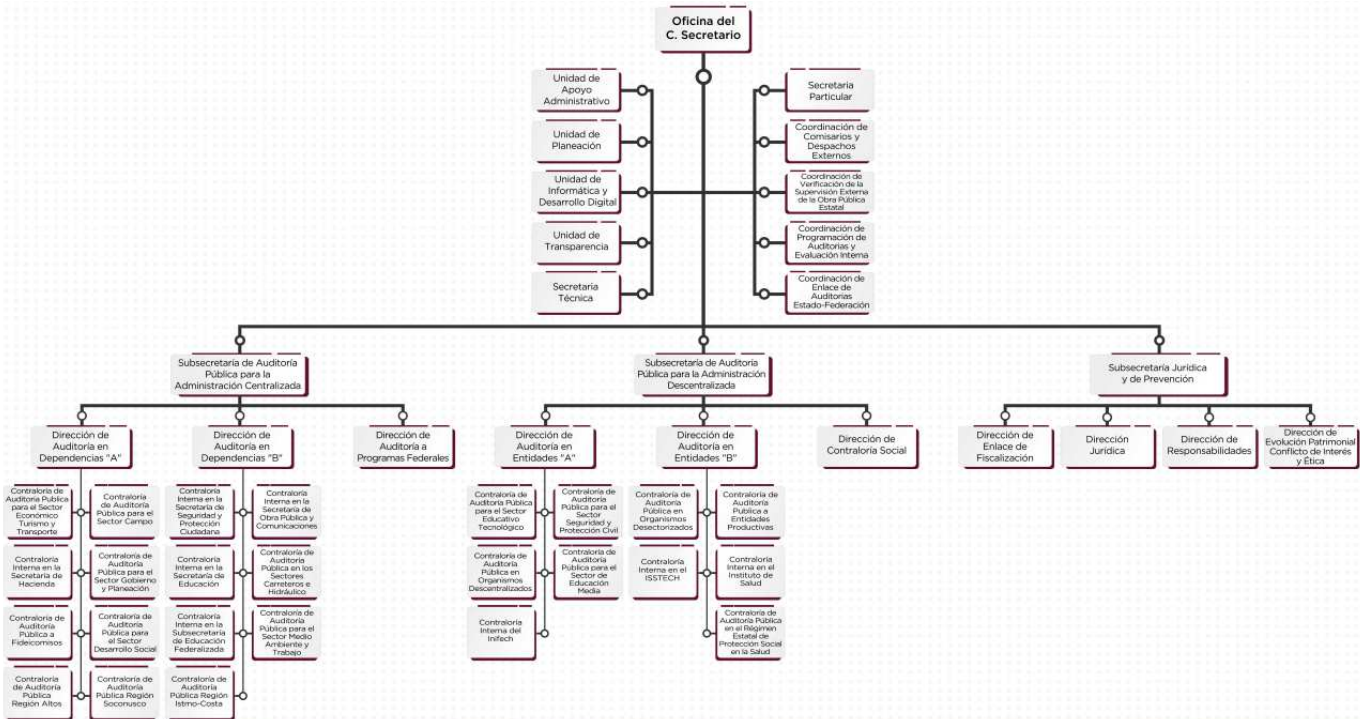 Oficina del
C. Secretario
Unidad de
Apoyo
Administrativo
Secretaria
Particular
Unidad de
Planeación
Coordinación de
Comisarios y
Despachos
Externos
Unidad de
Informática y
Desarrollo Digital
Coordinación de
Verificación de la
Supervisión Externa
de la Obra Pública
Estatal
Unidad de
Transparencia
Coordinación de
Programación de
Auditorias y
Evaluación Interna
Secretaria
Técnica
Coordinación de
Enlace de
Auditorias
Estado-Federación
Subsecretaría de Auditoría
Pública para la
Administración Centralizada
Subsecretaría de Auditoría
Pública para la Administración
Descentralizada
Subsecretaría Jurídica
y de Prevención
Dirección de
Auditoría en
Dependencias "A"
Dirección de
Auditoría en
Dependencias "B"
Dirección de
Auditoría a
Programas Federales
Dirección de
Auditoría en
Entidades "A"
Dirección de
Auditoría en
Entidades "B"
Dirección de
Contraloría Social
Dirección de
Enlace de
Fiscalización
Dirección
Jurídica
Dirección de
Responsabilidades
Dirección de
Evolución Patrimonial
Conflicto de Interés
y Ética
Contraloría de
Auditoría Publica
para el Sector
Económico
Turismo y
Transporte
Contraloría
de Auditoría
Pública para el
Sector Campo
Contraloría
Interna en la
Secretaría de
Seguridad y
Protección
Ciudadana
Contraloría
Interna en la
Secretaría de
Obra Pública y
Comunicaciones
Contraloría de
Auditoría Pública
para el Sector
Educativo
Tecnológico
Contraloría de
Auditoría
Pública para el
Sector
Seguridad y
Protección Civil
Contraloría de
Auditoría
Pública en
Organismos
Desectorizados
Contraloría de
Auditoría
Publica a
Entidades
Productivas
Contraloría
Interna en la
Secretaría de
Hacienda
Contraloría de
Auditoría
Pública para el
Sector Gobierno
y Planeación
Contraloría
Interna en la
Secretaría de
Educación
Contraloría de
Auditoría
Pública en los
Sectores
Carreteros e
Hidráulico
Contraloría de
Auditoría
Pública en
Organismos
Descentralizados
Contraloría de
Auditoría
Pública para el
Sector de
Educación
Media
Contraloría
Interna en el
ISSTECH
Contraloría
Interna en el
Instituto de
Salud
Contraloría de
Auditoría
Pública a
Fideicomisos
Contraloría de
Auditoría
Pública para
el Sector
Desarrollo Social
Contraloría
Interna en la
Subsecretaría
de Educación
Federalizada
Contraloría de
Auditoría
Pública para el
Sector Medio
Ambiente y
Trabajo
Contraloría
Interna del
Inifech
Contraloría de
Auditoría Pública
en el Régimen
Estatal de
Protección Social
en la Salud
Contraloría
de Auditoría
Pública
Región Altos
Contraloría
de Auditoría
Pública Región
Soconusco
Contraloría
de Auditoría
Pública Región
Istmo-Costa